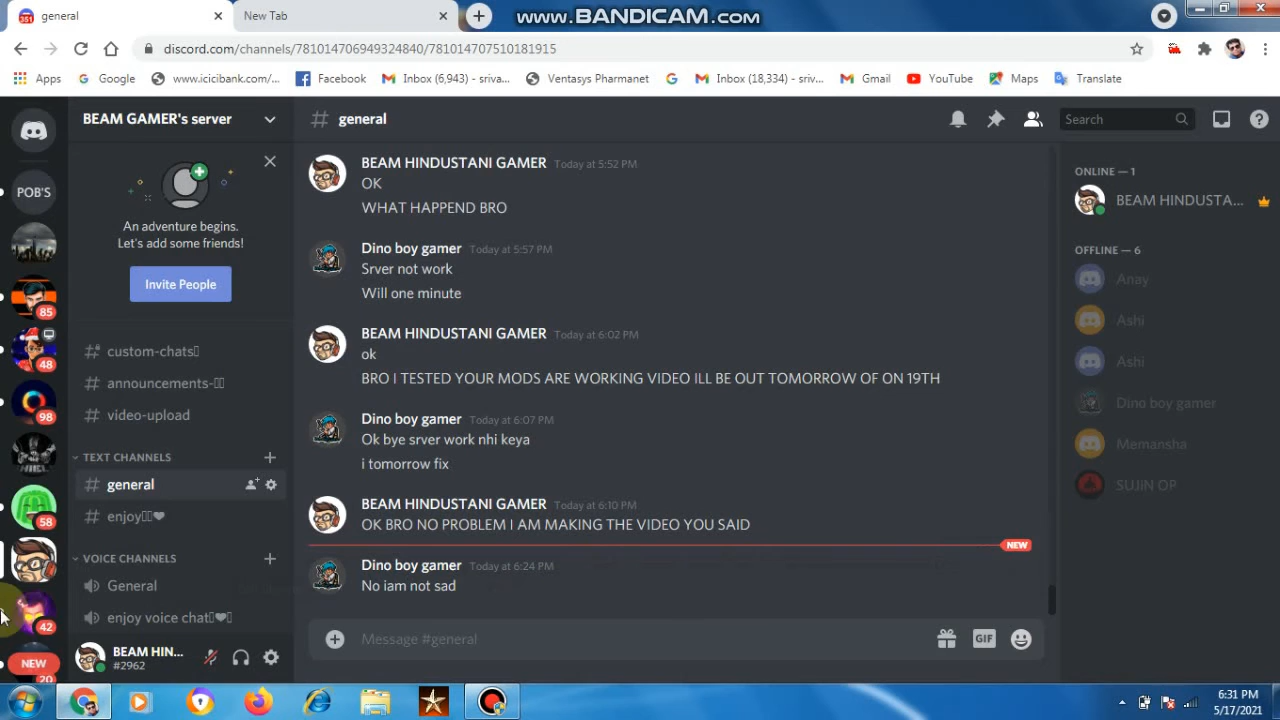 general
New Tab
www.BANDICAM.com
351
discord.com/channels/781014706949324840/781014707510181915
Apps
Google
www.icicibank.com/...
Facebook
Inbox (6,943) - sriva...
Ventasys Pharmanet
Inbox (18,334) - sriv...
Gmail
YouTube
Maps
Translate
BEAM GAMER's server
general
Search
POB'S
85
48
98
58
42
NEW
20
An adventure begins.
Let's add some friends!
Invite People
custom-chats
announcements-
video-upload
TEXT CHANNELS
general
enjoy❤
VOICE CHANNELS
General
enjoy voice chat❤
BEAM HIN...
#2962
BEAM HINDUSTANI GAMER Today at 5:52 PM
OK
WHAT HAPPEND BRO
Dino boy gamer Today at 5:57 PM
Srver not work
Will one minute
BEAM HINDUSTANI GAMER Today at 6:02 PM
ok
BRO I TESTED YOUR MODS ARE WORKING VIDEO ILL BE OUT TOMORROW OF ON 19TH
Dino boy gamer Today at 6:07 PM
Ok bye srver work nhi keya
i tomorrow fix
BEAM HINDUSTANI GAMER Today at 6:10 PM
OK BRO NO PROBLEM I AM MAKING THE VIDEO YOU SAID
NEW
Dino boy gamer Today at 6:24 PM
No iam not sad
Message #general
GIF
ONLINE — 1
BEAM HINDUSTA...
OFFLINE — 6
Anay
Ashi
Ashi
Dino boy gamer
Memansha
SUJiN OP
6:31 PM
5/17/2021